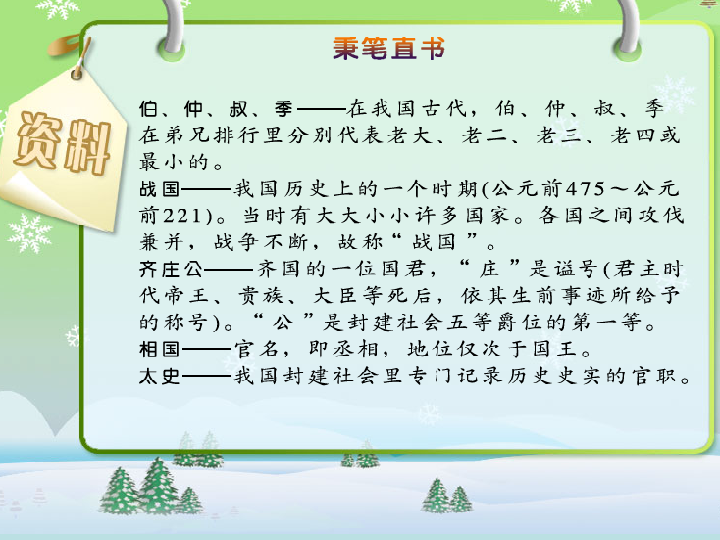 秉笔直书
资料
伯、仲、叔、季——在我国古代，伯、仲、叔、季
在弟兄排行里分别代表老大、老二、老三、老四或
最小的。
战国——我国历史上的一个时期(公元前475～公元
前221)。当时有大大小小许多国家。各国之间攻伐
兼并，战争不断，故称“战国”。
齐庄公——齐国的一位国君，“庄”是谥号(君主时
代帝王、贵族、大臣等死后，依其生前事迹所给予
的称号)。“公”是封建社会五等爵位的第一等。
相国——官名，即丞相，地位仅次于国王。
太史——我国封建社会里专门记录历史史实的官职。